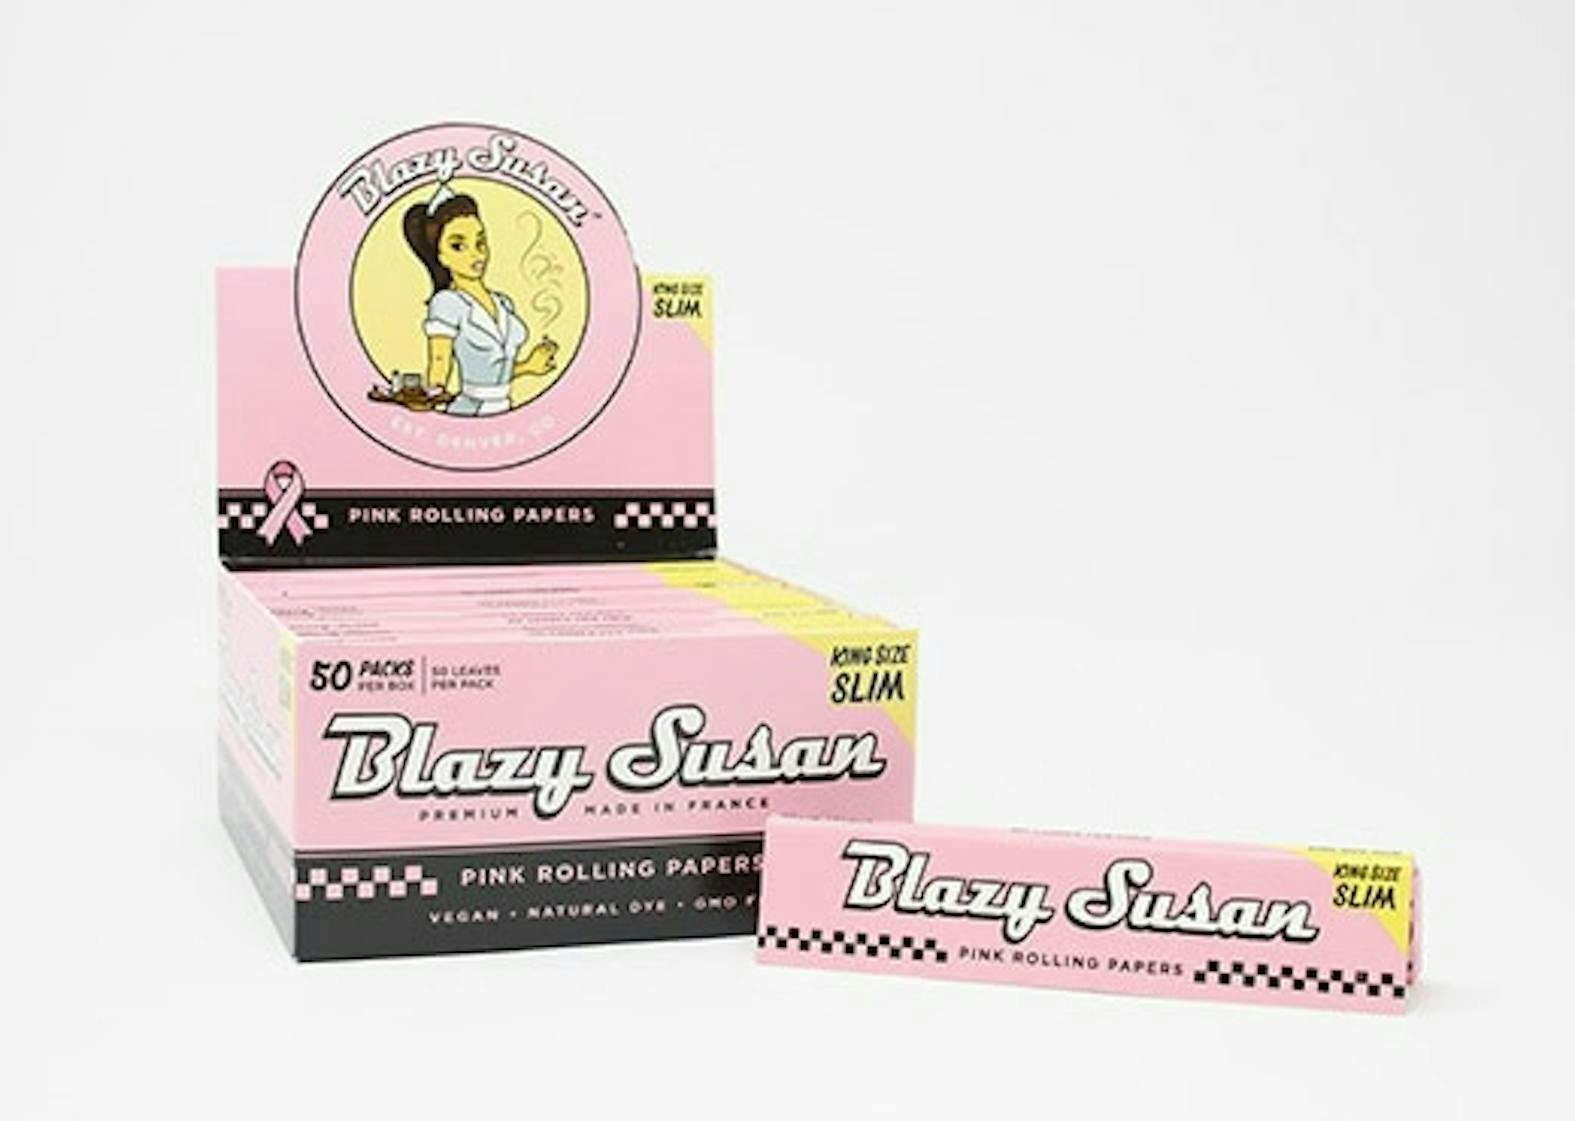 Blazy Susan
KING SIZE
SLIM
EST. DENVER, CO
PINK ROLLING PAPERS
50 PACKS
PER BOX
50 LEAVES
PER PACK
KING SIZE
SLIM
Blazy Susan
PREMIUM MADE IN FRANCE
PINK ROLLING PAPERS
VEGAN • NATURAL DYE • GMO F
Blazy Susan
KING SIZE
SLIM
PINK ROLLING PAPERS